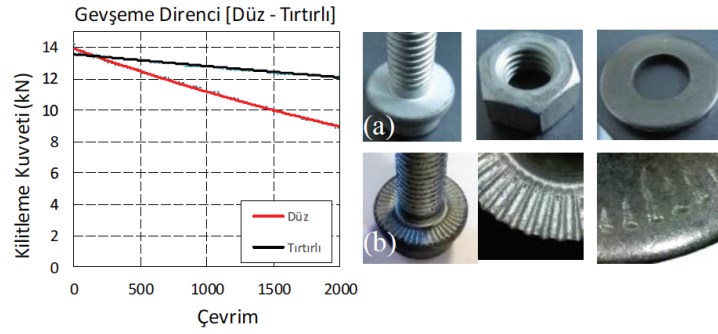 Gevşeme Direnci [Düz - Tırtırlı]
Kilitleme Kuvveti (kN)
14
12
10
8
6
4
2
0
Düz
Tırtırlı
0 500 1000 1500 2000
Çevrim
(a)
(b)